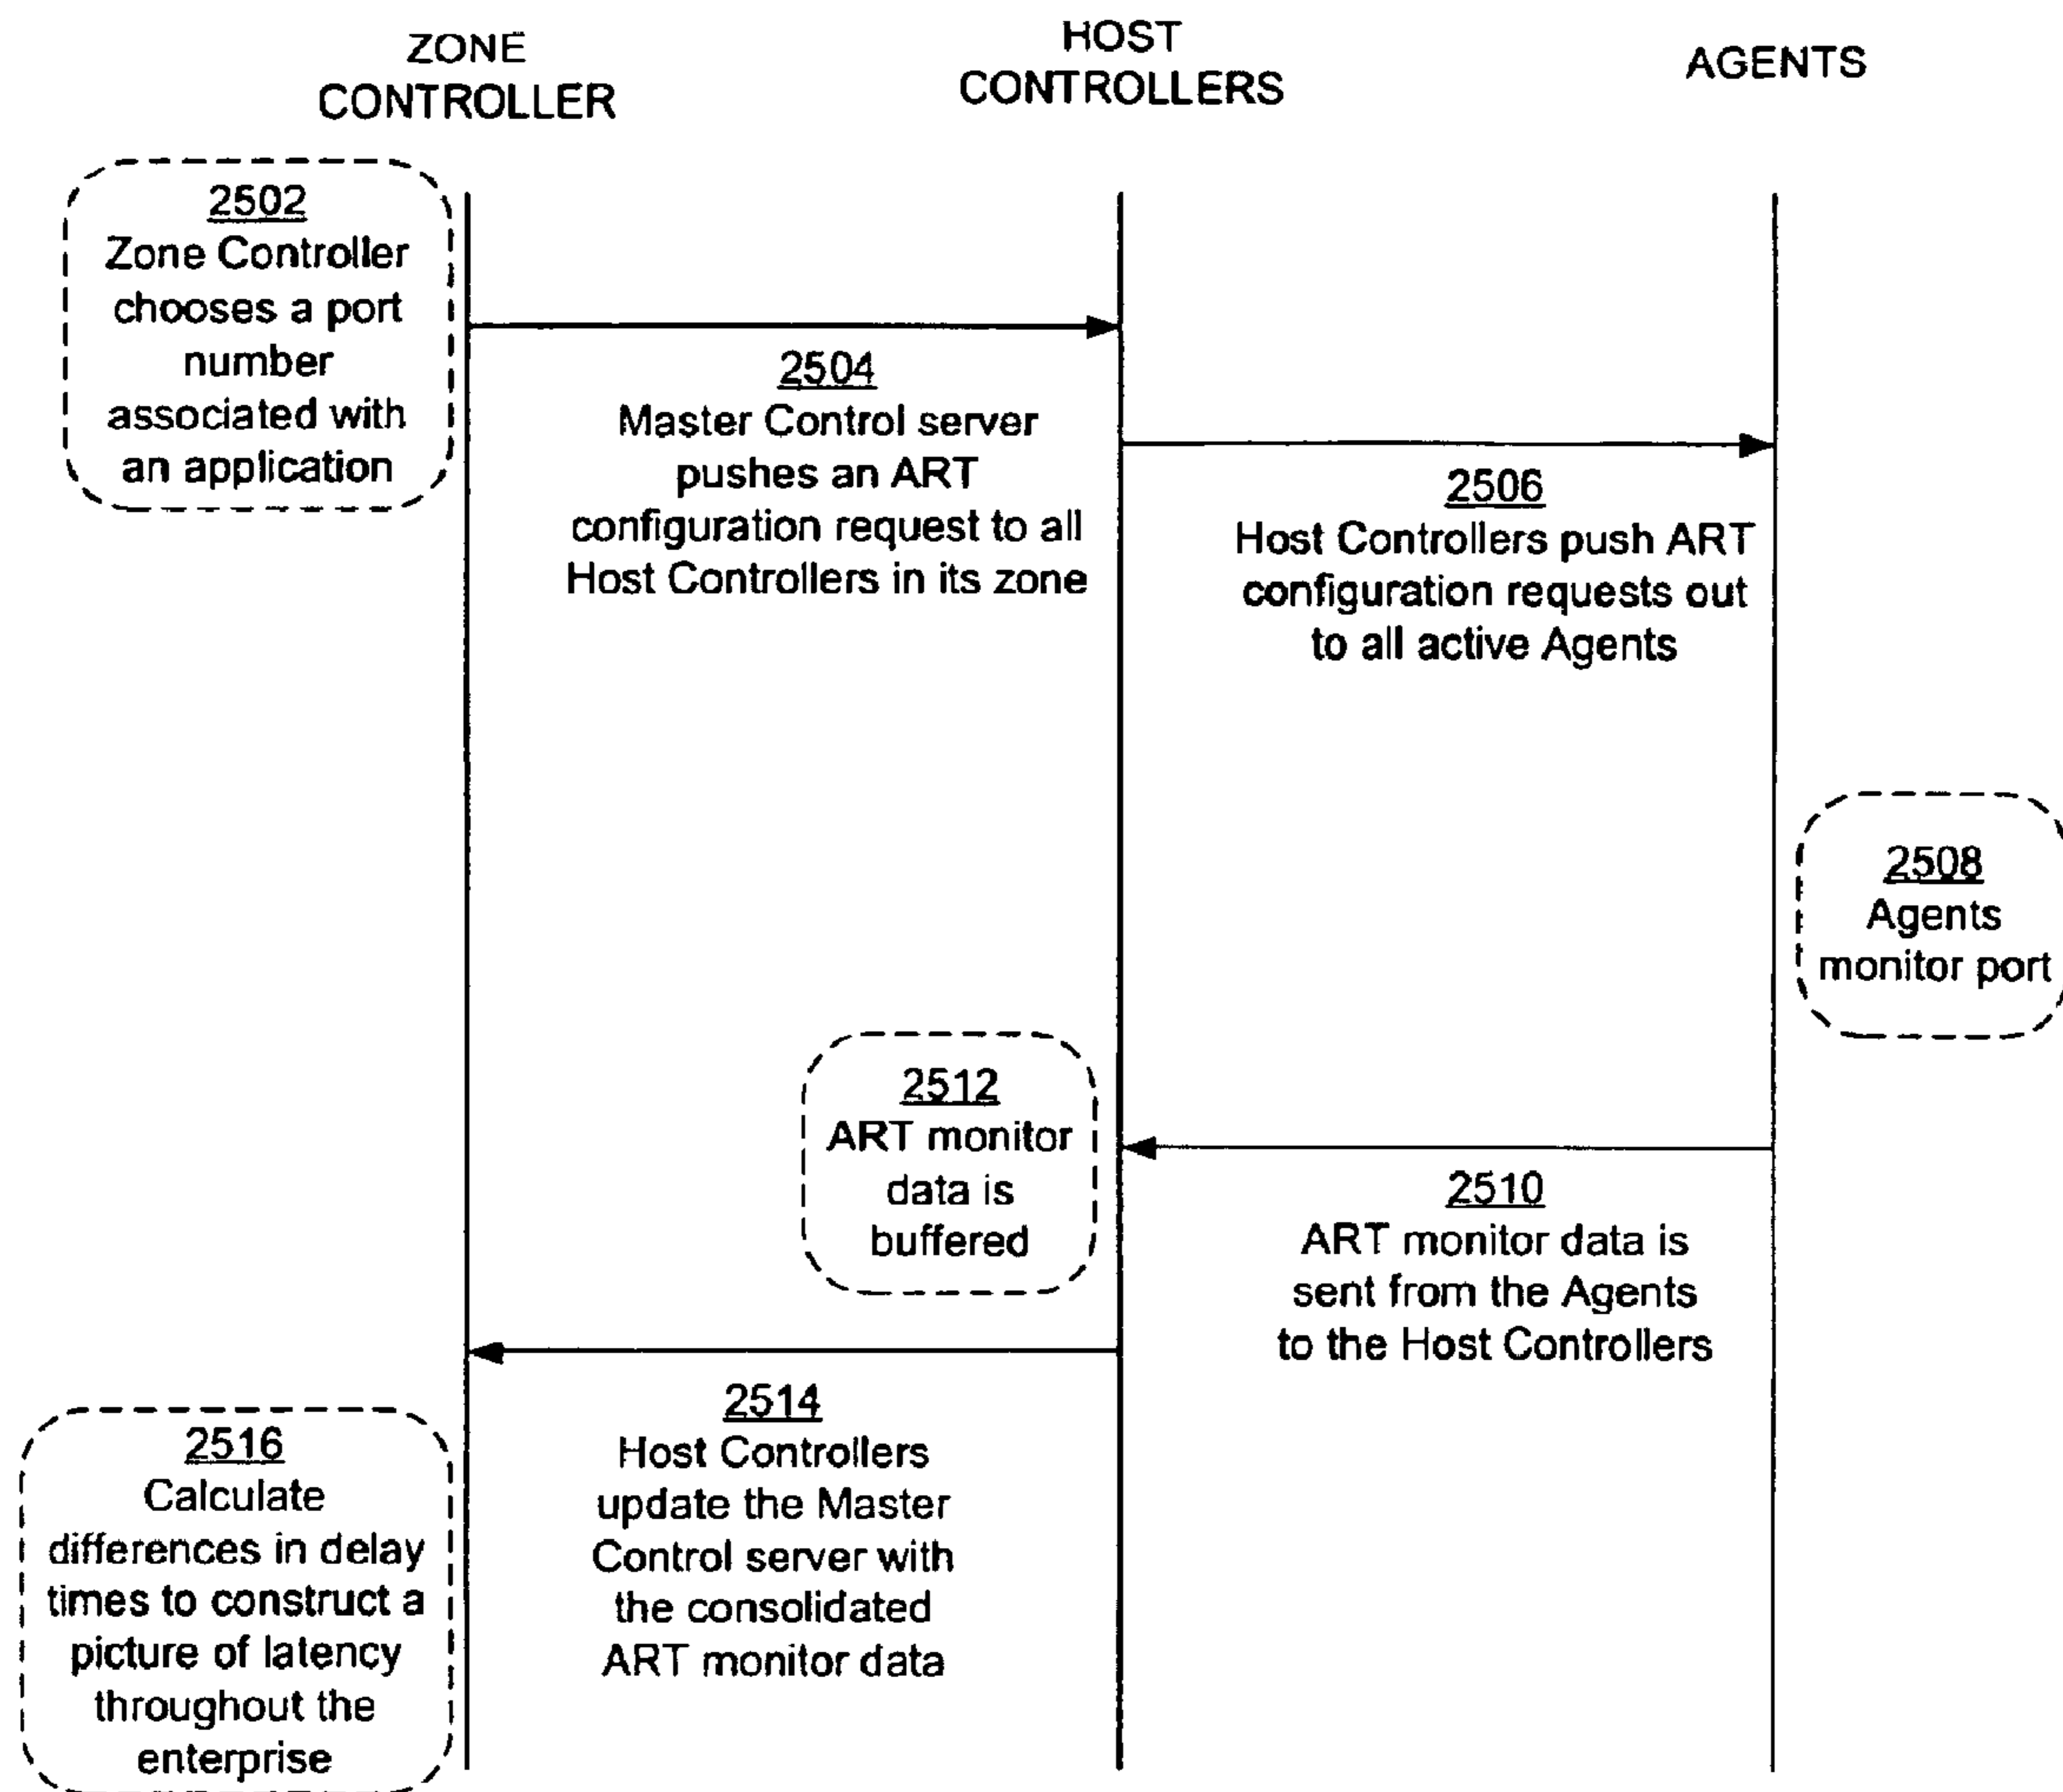 ZONE
CONTROLLER
HOST
CONTROLLERS
AGENTS
2502
Zone Controller
chooses a port
number
associated with
an application
2504
Master Control server
pushes an ART
configuration request to all
Host Controllers in its zone
2506
Host Controllers push ART
configuration requests out
to all active Agents
2508
Agents
monitor port
2510
ART monitor data is
sent from the Agents
to the Host Controllers
2512
ART monitor
data is
buffered
2514
Host Controllers
update the Master
Control server with
the consolidated
ART monitor data
2516
Calculate
differences in delay
times to construct a
picture of latency
throughout the
enterprise